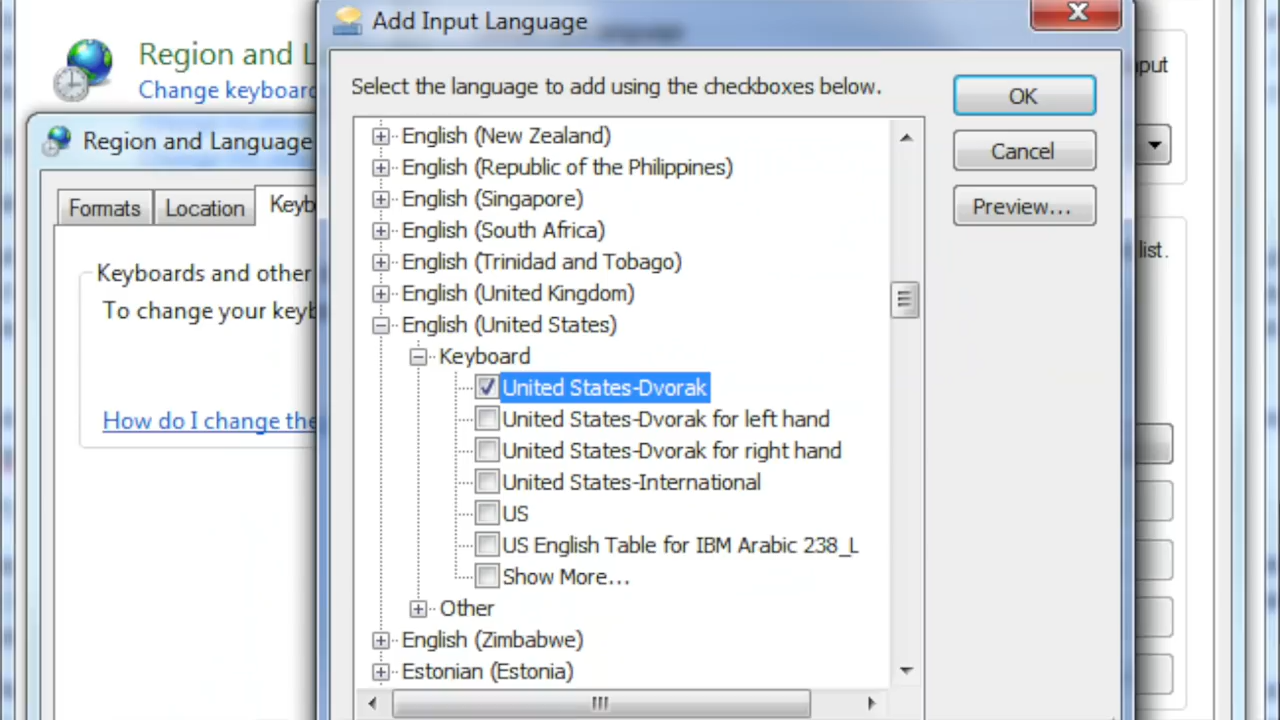 Add Input Language
Region and L
Change keyboard
Select the language to add using the checkboxes below.
OK
Cancel
Preview...
Region and Language
Formats
Location
Keyb
Keyboards and other
To change your keyb
How do I change the
English (New Zealand)
English (Republic of the Philippines)
English (Singapore)
English (South Africa)
English (Trinidad and Tobago)
English (United Kingdom)
English (United States)
Keyboard
United States-Dvorak
United States-Dvorak for left hand
United States-Dvorak for right hand
United States-International
US
US English Table for IBM Arabic 238_L
Show More...
Other
English (Zimbabwe)
Estonian (Estonia)
nput
list.